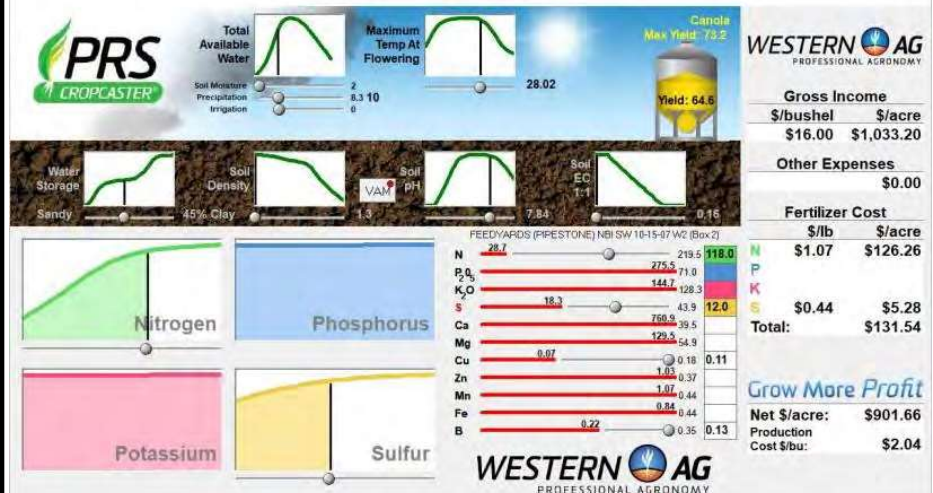 PRS
CROPCASTER®
Total
Available
Water
Soil Moisture 2
Precipitation 8.3 10
Irrigation 0
Maximum
Temp At
Flowering
28.02
Canola
Max Yield: 73.2
Yield: 64.6
Water
Storage
Sandy 45% Clay
Soil
Density
1.3
VAM
Soil
pH
7.84
Soil
EC
1:1
0.16
Nitrogen
Phosphorus
Potassium
Sulfur
FEEDYARDS (PIPESTONE) NBI SW 10-15-07 W2 (Box 2)
N 28.7 219.5 118.0
P2O5 275.5 71.0
K2O 144.7 128.3
S 18.3 43.9 12.0
Ca 760.9 39.5
Mg 129.5 54.9
Cu 0.07 0.18 0.11
Zn 1.03 0.37
Mn 1.07 0.44
Fe 0.84 0.44
B 0.22 0.35 0.13
WESTERN AG
PROFESSIONAL AGRONOMY
WESTERN AG
PROFESSIONAL AGRONOMY
Gross Income
$/bushel $/acre
$16.00 $1,033.20
Other Expenses
$0.00
Fertilizer Cost
$/lb $/acre
N $1.07 $126.26
P
K
S $0.44 $5.28
Total: $131.54
Grow More Profit
Net $/acre: $901.66
Production
Cost $/bu: $2.04